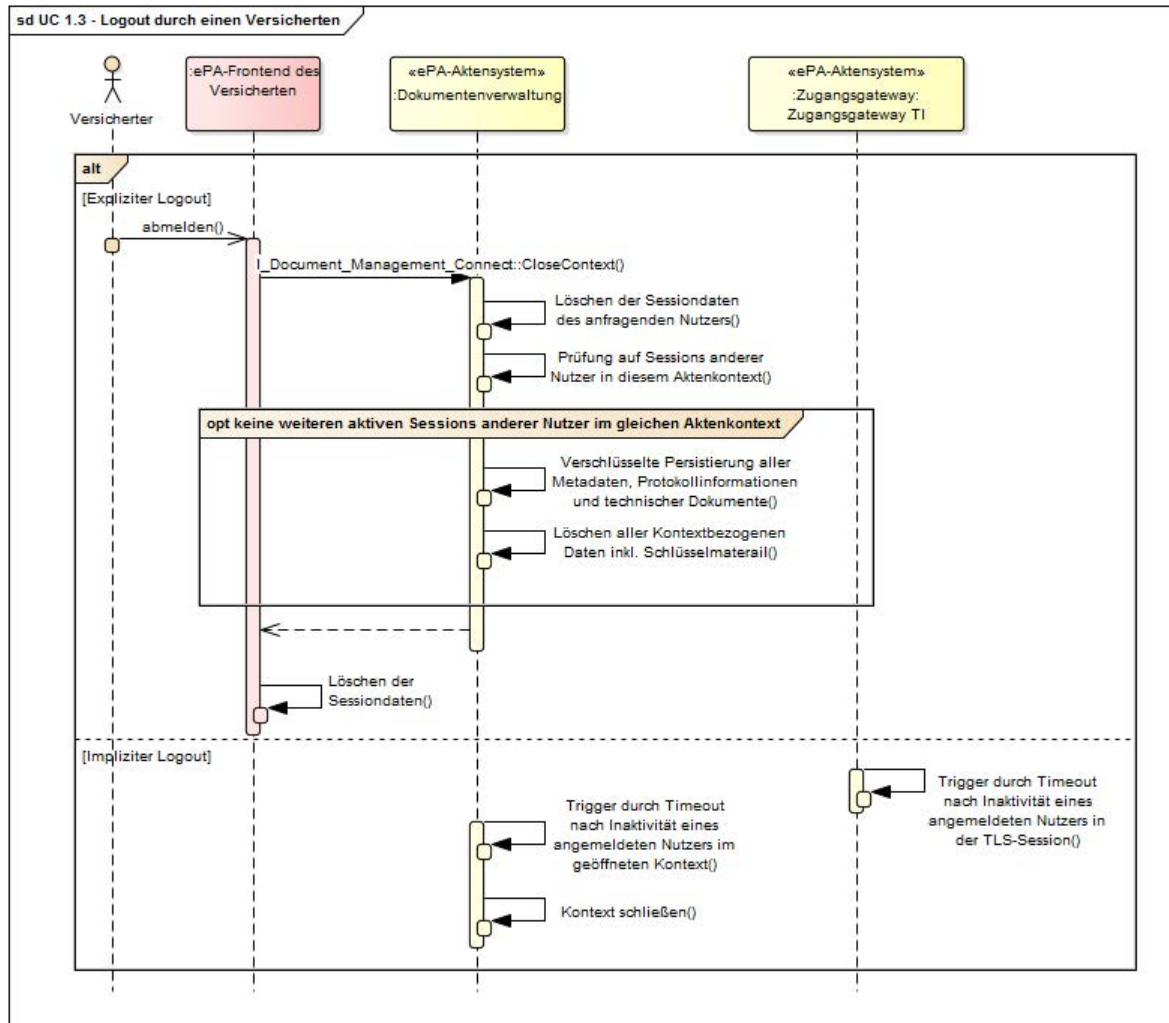 sd UC 1.3 - Logout durch einen Versicherten
Versicherter
:ePA-Frontend des
Versicherten
«ePA-Aktensystem»
:Dokumentenverwaltung
«ePA-Aktensystem»
:Zugangsgateway:
Zugangsgateway TI
alt
[Expliziter Logout]
abmelden()
I_Document_Management_Connect::CloseContext()
Löschen der Sessiondaten
des anfragenden Nutzers()
Prüfung auf Sessions anderer
Nutzer in diesem Aktenkontext()
opt keine weiteren aktiven Sessions anderer Nutzer im gleichen Aktenkontext
Verschlüsselte Persistierung aller
Metadaten, Protokollinformationen
und technischer Dokumente()
Löschen aller Kontextbezogenen
Daten inkl. Schlüsselmaterail()
Löschen der
Sessiondaten()
[Impliziter Logout]
Trigger durch Timeout
nach Inaktivität eines
angemeldeten Nutzers in
der TLS-Session()
Trigger durch Timeout
nach Inaktivität eines
angemeldeten Nutzers im
geöffneten Kontext()
Kontext schließen()